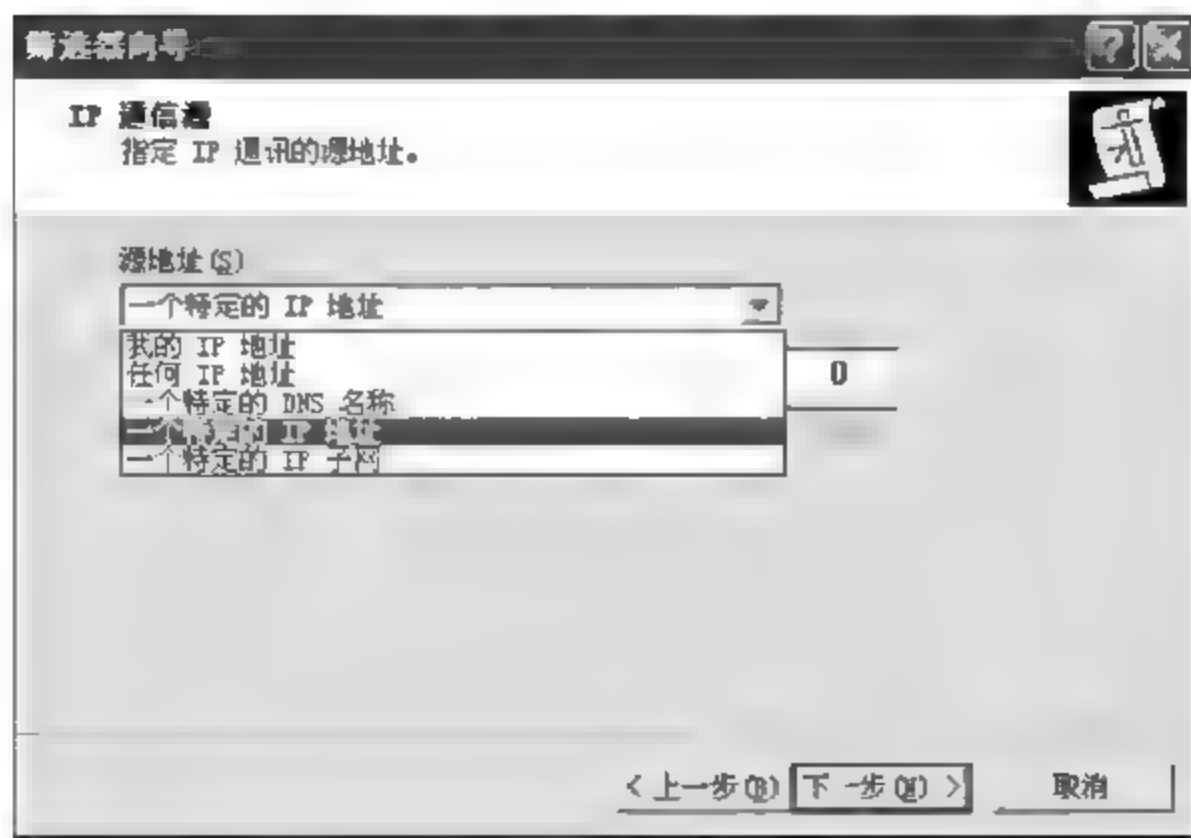 筛选器向导
IP 通信源
指定 IP 通讯的源地址。
源地址(S)
一个特定的 IP 地址
我的 IP 地址
任何 IP 地址
0
一个特定的 DNS 名称
一个特定的 IP 地址
一个特定的 IP 子网
< 上一步(B)
下一步(N) >
取消